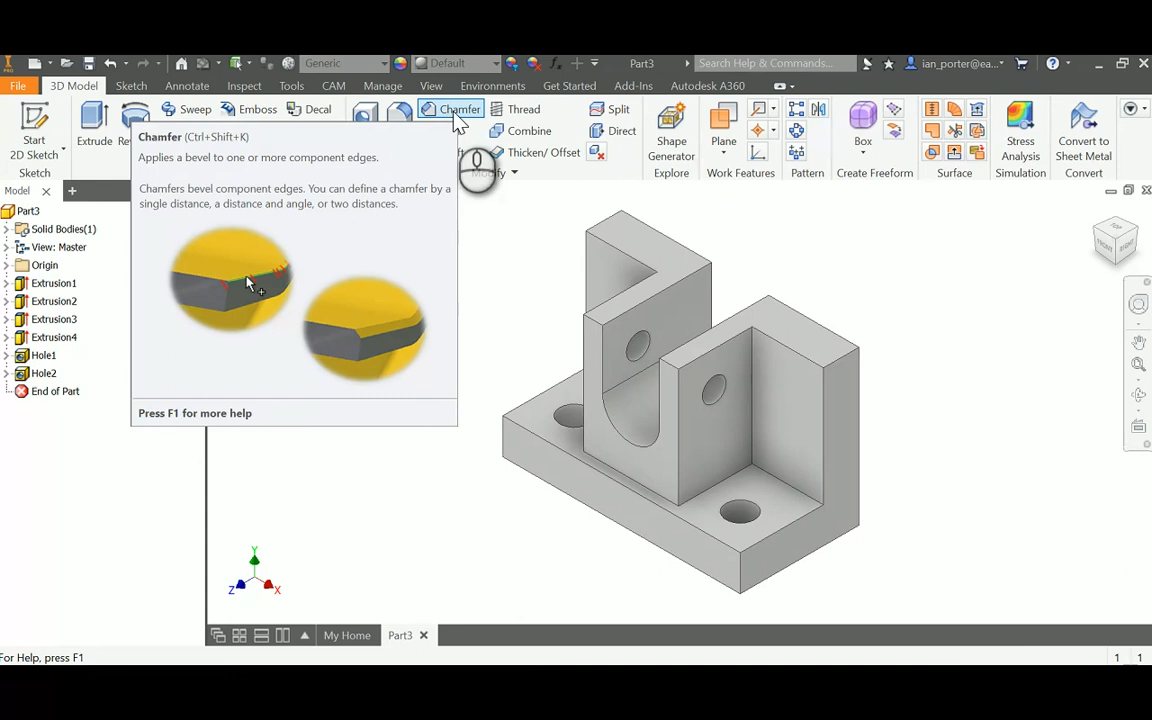 PRO
Generic
Default
Part3
Search Help & Commands...
ian_porter@ea...
File
3D Model
Sketch
Annotate
Inspect
Tools
CAM
Manage
View
Environments
Get Started
Add-Ins
Autodesk A360
Start
2D Sketch
Sketch
Extrude
Sweep
Emboss
Decal
Chamfer
Thread
Combine
Thicken/ Offset
Modify
Split
Direct
Shape
Generator
Explore
Plane
Work Features
Pattern
Box
Create Freeform
Surface
Stress
Analysis
Simulation
Convert to
Sheet Metal
Convert
Model
Part3
Solid Bodies(1)
View: Master
Origin
Extrusion1
Extrusion2
Extrusion3
Extrusion4
Hole1
Hole2
End of Part
Chamfer (Ctrl+Shift+K)
Applies a bevel to one or more component edges.
Chamfers bevel component edges. You can define a chamfer by a
single distance, a distance and angle, or two distances.
Press F1 for more help
TOP
FRONT
RIGHT
Y
Z
X
My Home
Part3
For Help, press F1
1
1